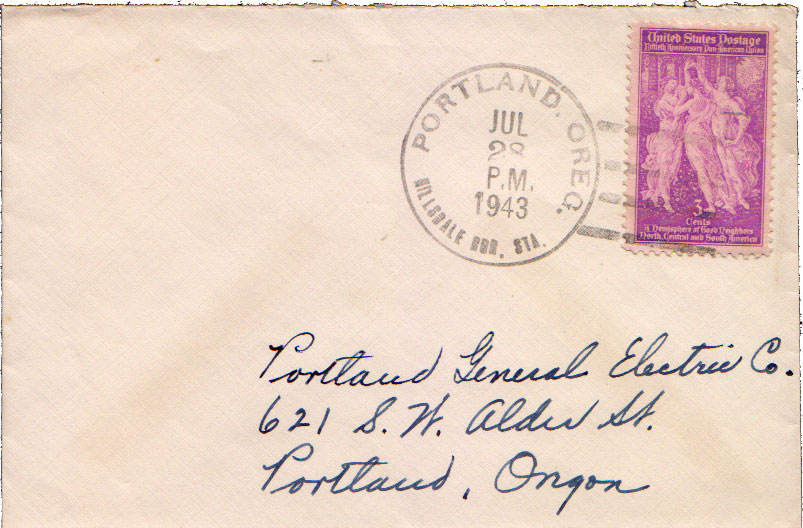 United States Postage
Fiftieth Anniversary Pan-American Union
3
Cents
A Hemisphere of Good Neighbors
North, Central and South America
PORTLAND, OREG.
JUL
28
P.M.
1943
HILLSDALE RUR. STA.
Portland General Electric Co.
621 S. W. Alder St.
Portland, Oregon